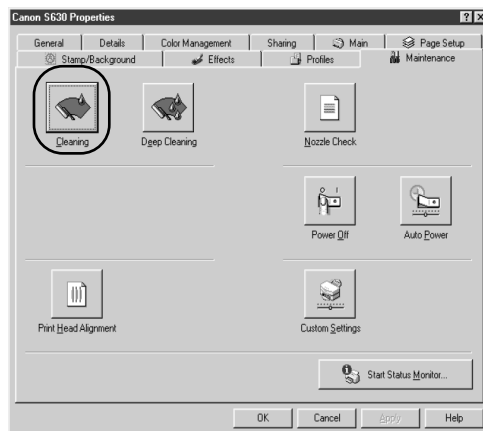 Canon S630 Properties
General Details Color Management Sharing Main Page Setup
Stamp/Background Effects Profiles Maintenance
Cleaning Deep Cleaning Nozzle Check
Power Off Auto Power
Print Head Alignment Custom Settings
Start Status Monitor...
OK Cancel Apply Help